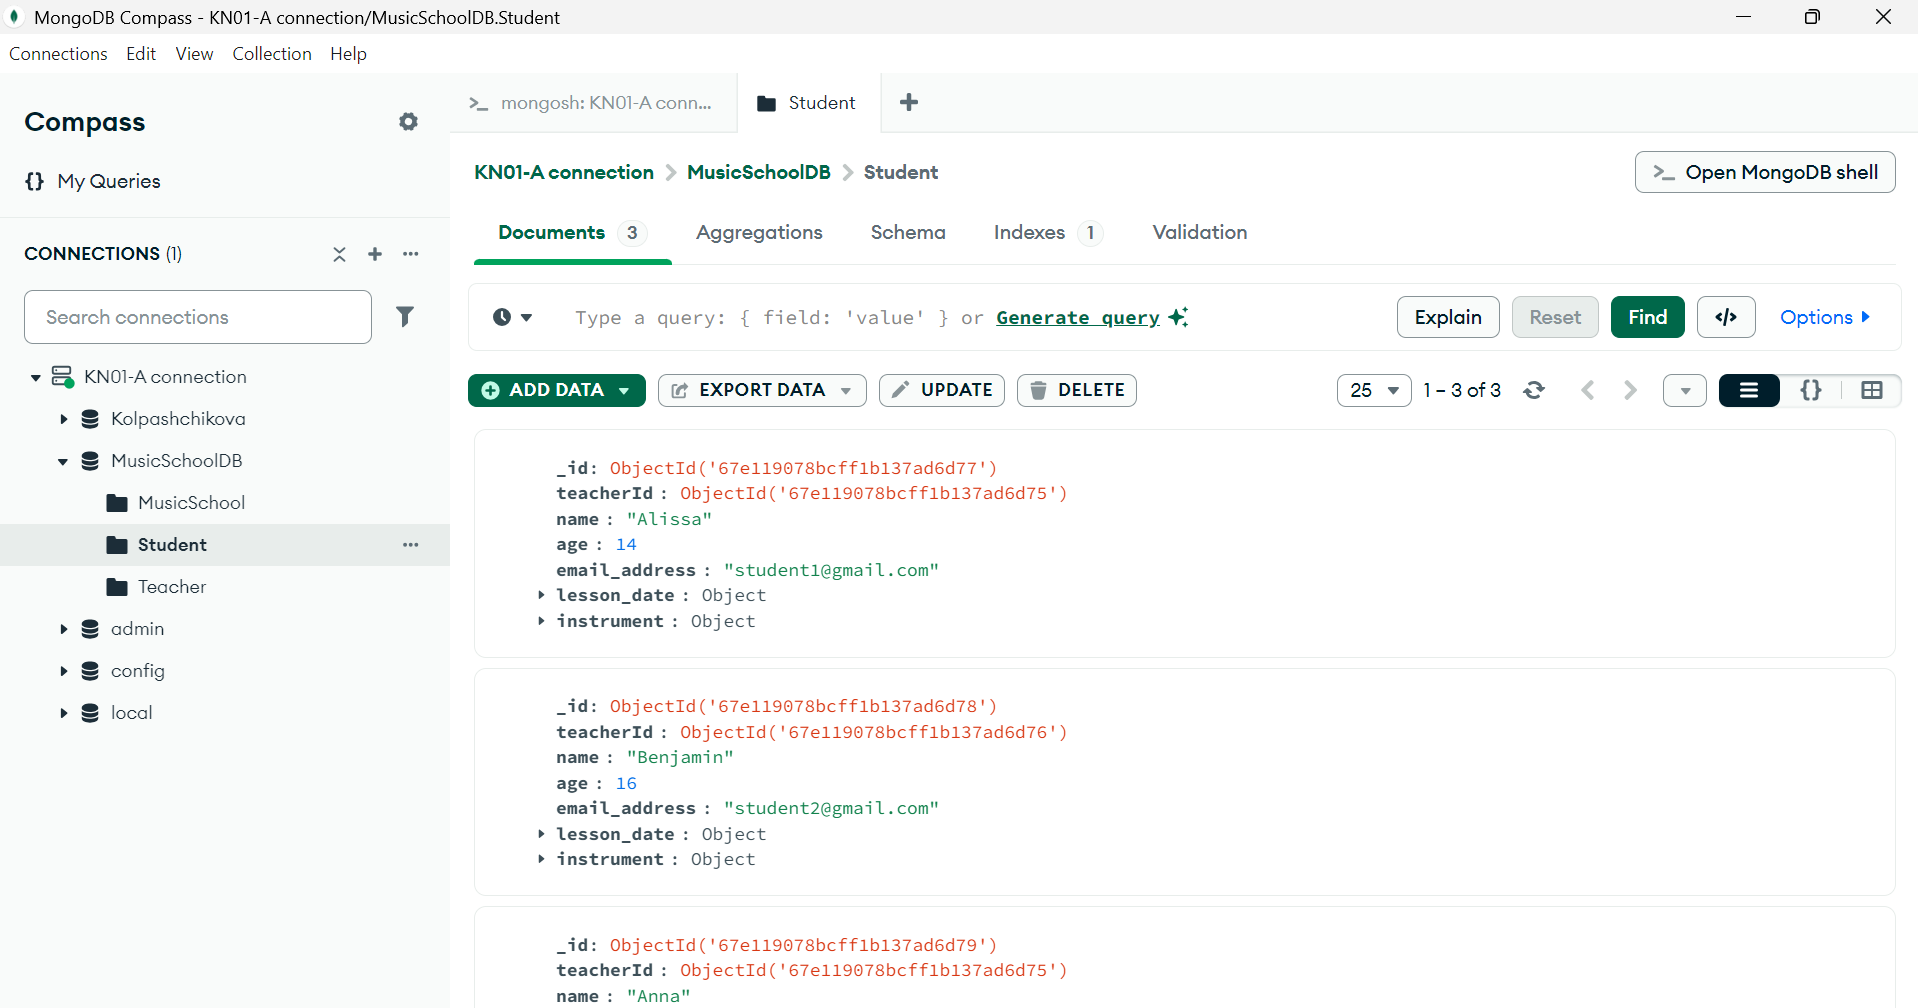 MongoDB Compass - KN01-A connection/MusicSchoolDB.Student
Connections Edit View Collection Help
Compass
{} My Queries
CONNECTIONS (1)
Search connections
KN01-A connection
Kolpashchikova
MusicSchoolDB
MusicSchool
Student
Teacher
admin
config
local
>_ mongosh: KN01-A conn...
Student
KN01-A connection > MusicSchoolDB > Student
>_ Open MongoDB shell
Documents 3 Aggregations Schema Indexes 1 Validation
Type a query: { field: 'value' } or Generate query
Explain Reset Find </> Options
ADD DATA EXPORT DATA UPDATE DELETE
25 1 – 3 of 3 {}
_id: ObjectId('67e119078bcff1b137ad6d77')
teacherId : ObjectId('67e119078bcff1b137ad6d75')
name : "Alissa"
age : 14
email_address : "student1@gmail.com"
lesson_date : Object
instrument : Object
_id: ObjectId('67e119078bcff1b137ad6d78')
teacherId : ObjectId('67e119078bcff1b137ad6d76')
name : "Benjamin"
age : 16
email_address : "student2@gmail.com"
lesson_date : Object
instrument : Object
_id: ObjectId('67e119078bcff1b137ad6d79')
teacherId : ObjectId('67e119078bcff1b137ad6d75')
name : "Anna"